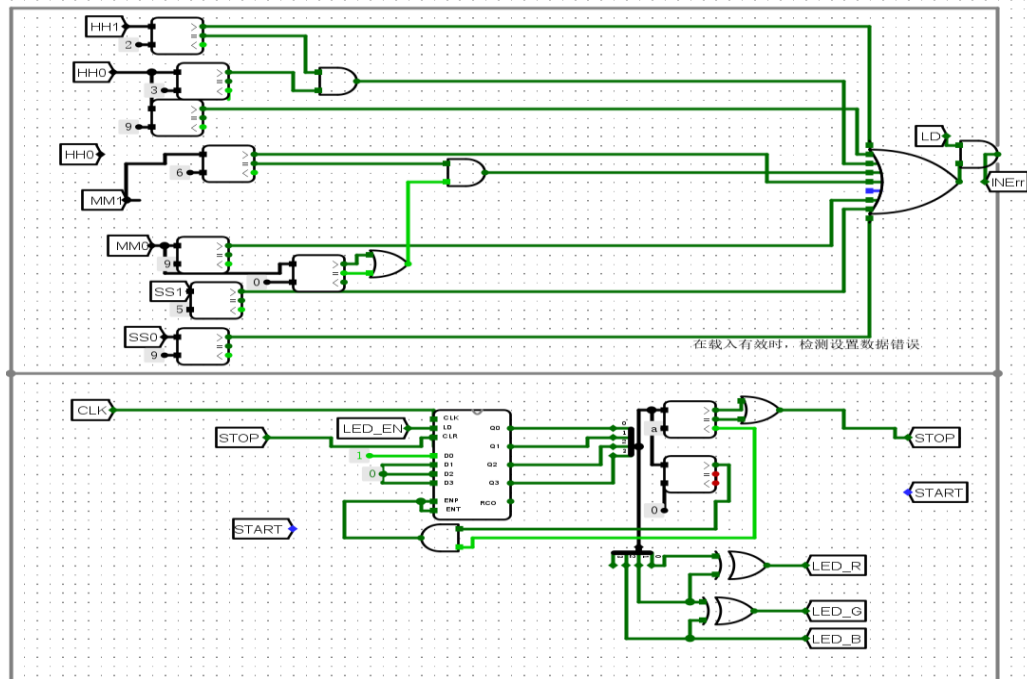 HH1
> = <
2
HH0
> = <
3
> = <
9
HH0
> = <
6
MM1
LD
INErr
MM0
> = <
9
> = <
0
SS1
> = <
5
SS0
> = <
9
在载入有效时，检测设置数据错误
CLK
STOP
LED_EN
CLK
LD
CLR
D0
D1
D2
D3
ENP
ENT
Q0
Q1
Q2
Q3
RCO
1
0
START
a
> = <
> = <
0
STOP
START
LED_R
LED_G
LED_B